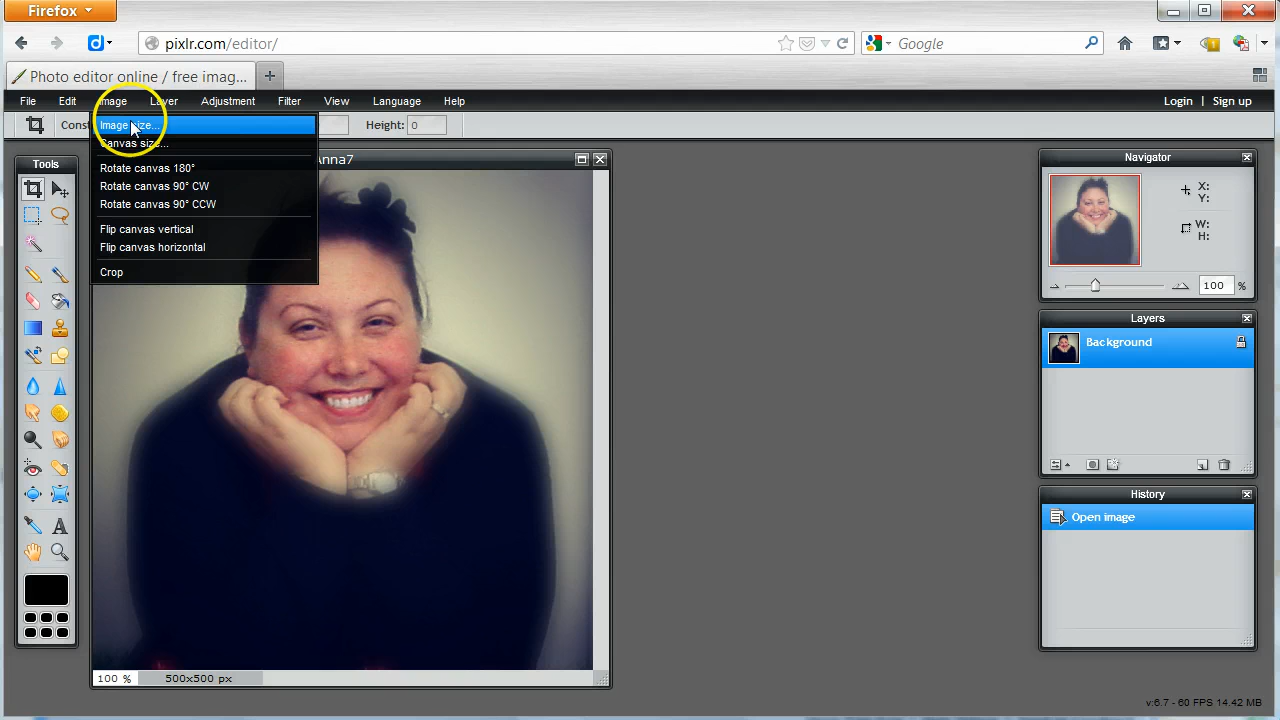 Firefox
pixlr.com/editor/
Google
Photo editor online / free imag...
File Edit Image Layer Adjustment Filter View Language Help Login Sign up
Height: 0
Image size...
Canvas size...
Rotate canvas 180°
Rotate canvas 90° CW
Rotate canvas 90° CCW
Flip canvas vertical
Flip canvas horizontal
Crop
Tools
Navigator
X:
Y:
W:
H:
100 %
Layers
Background
History
Open image
100 % 500x500 px
v:6.7 - 60 FPS 14.42 MB